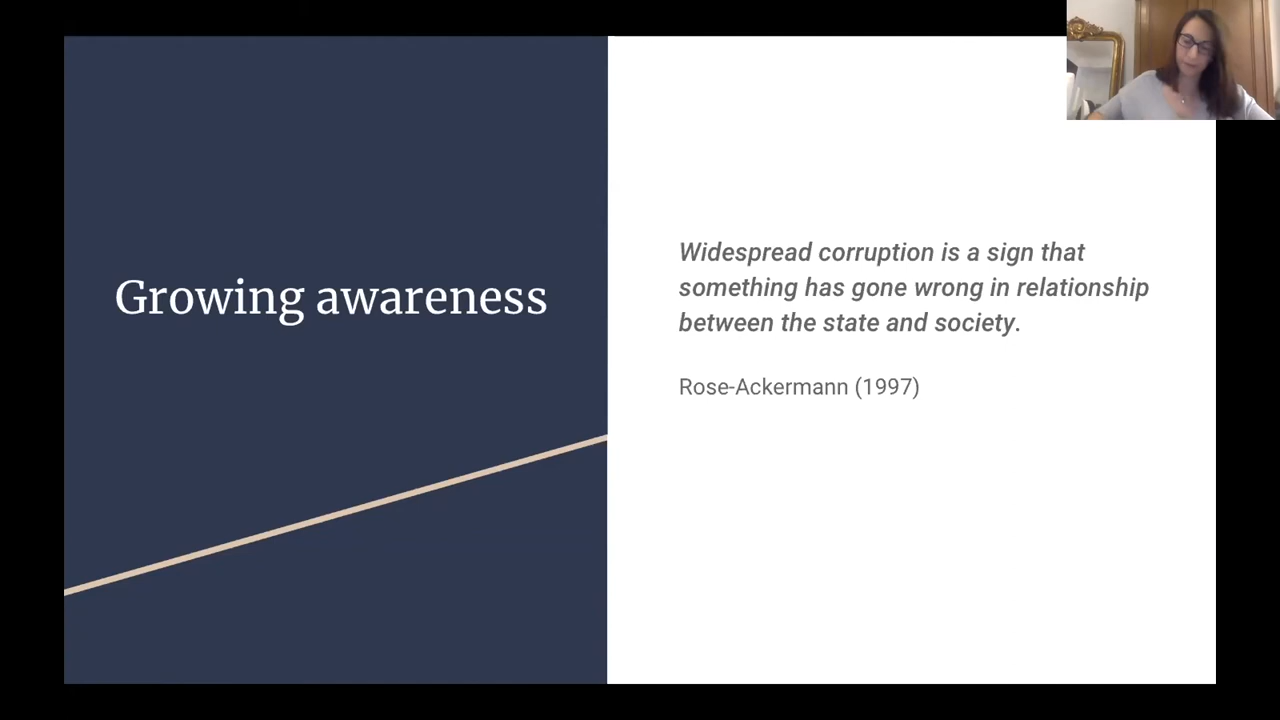 Growing awareness
Widespread corruption is a sign that
something has gone wrong in relationship
between the state and society.
Rose-Ackermann (1997)